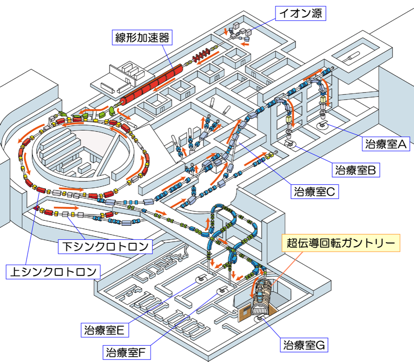 イオン源
線形加速器
治療室A
治療室B
治療室C
超伝導回転ガントリー
下シンクロトロン
上シンクロトロン
治療室E
治療室F
治療室G